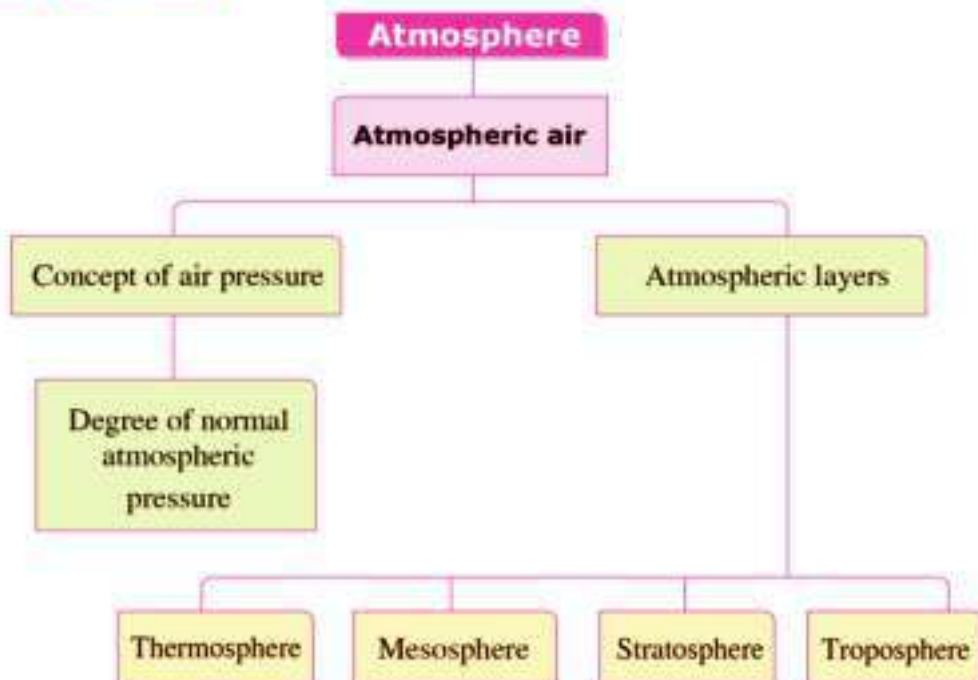 Atmosphere
Atmospheric air
Concept of air pressure
Atmospheric layers
Degree of normal
atmospheric
pressure
Thermosphere
Mesosphere
Stratosphere
Troposphere